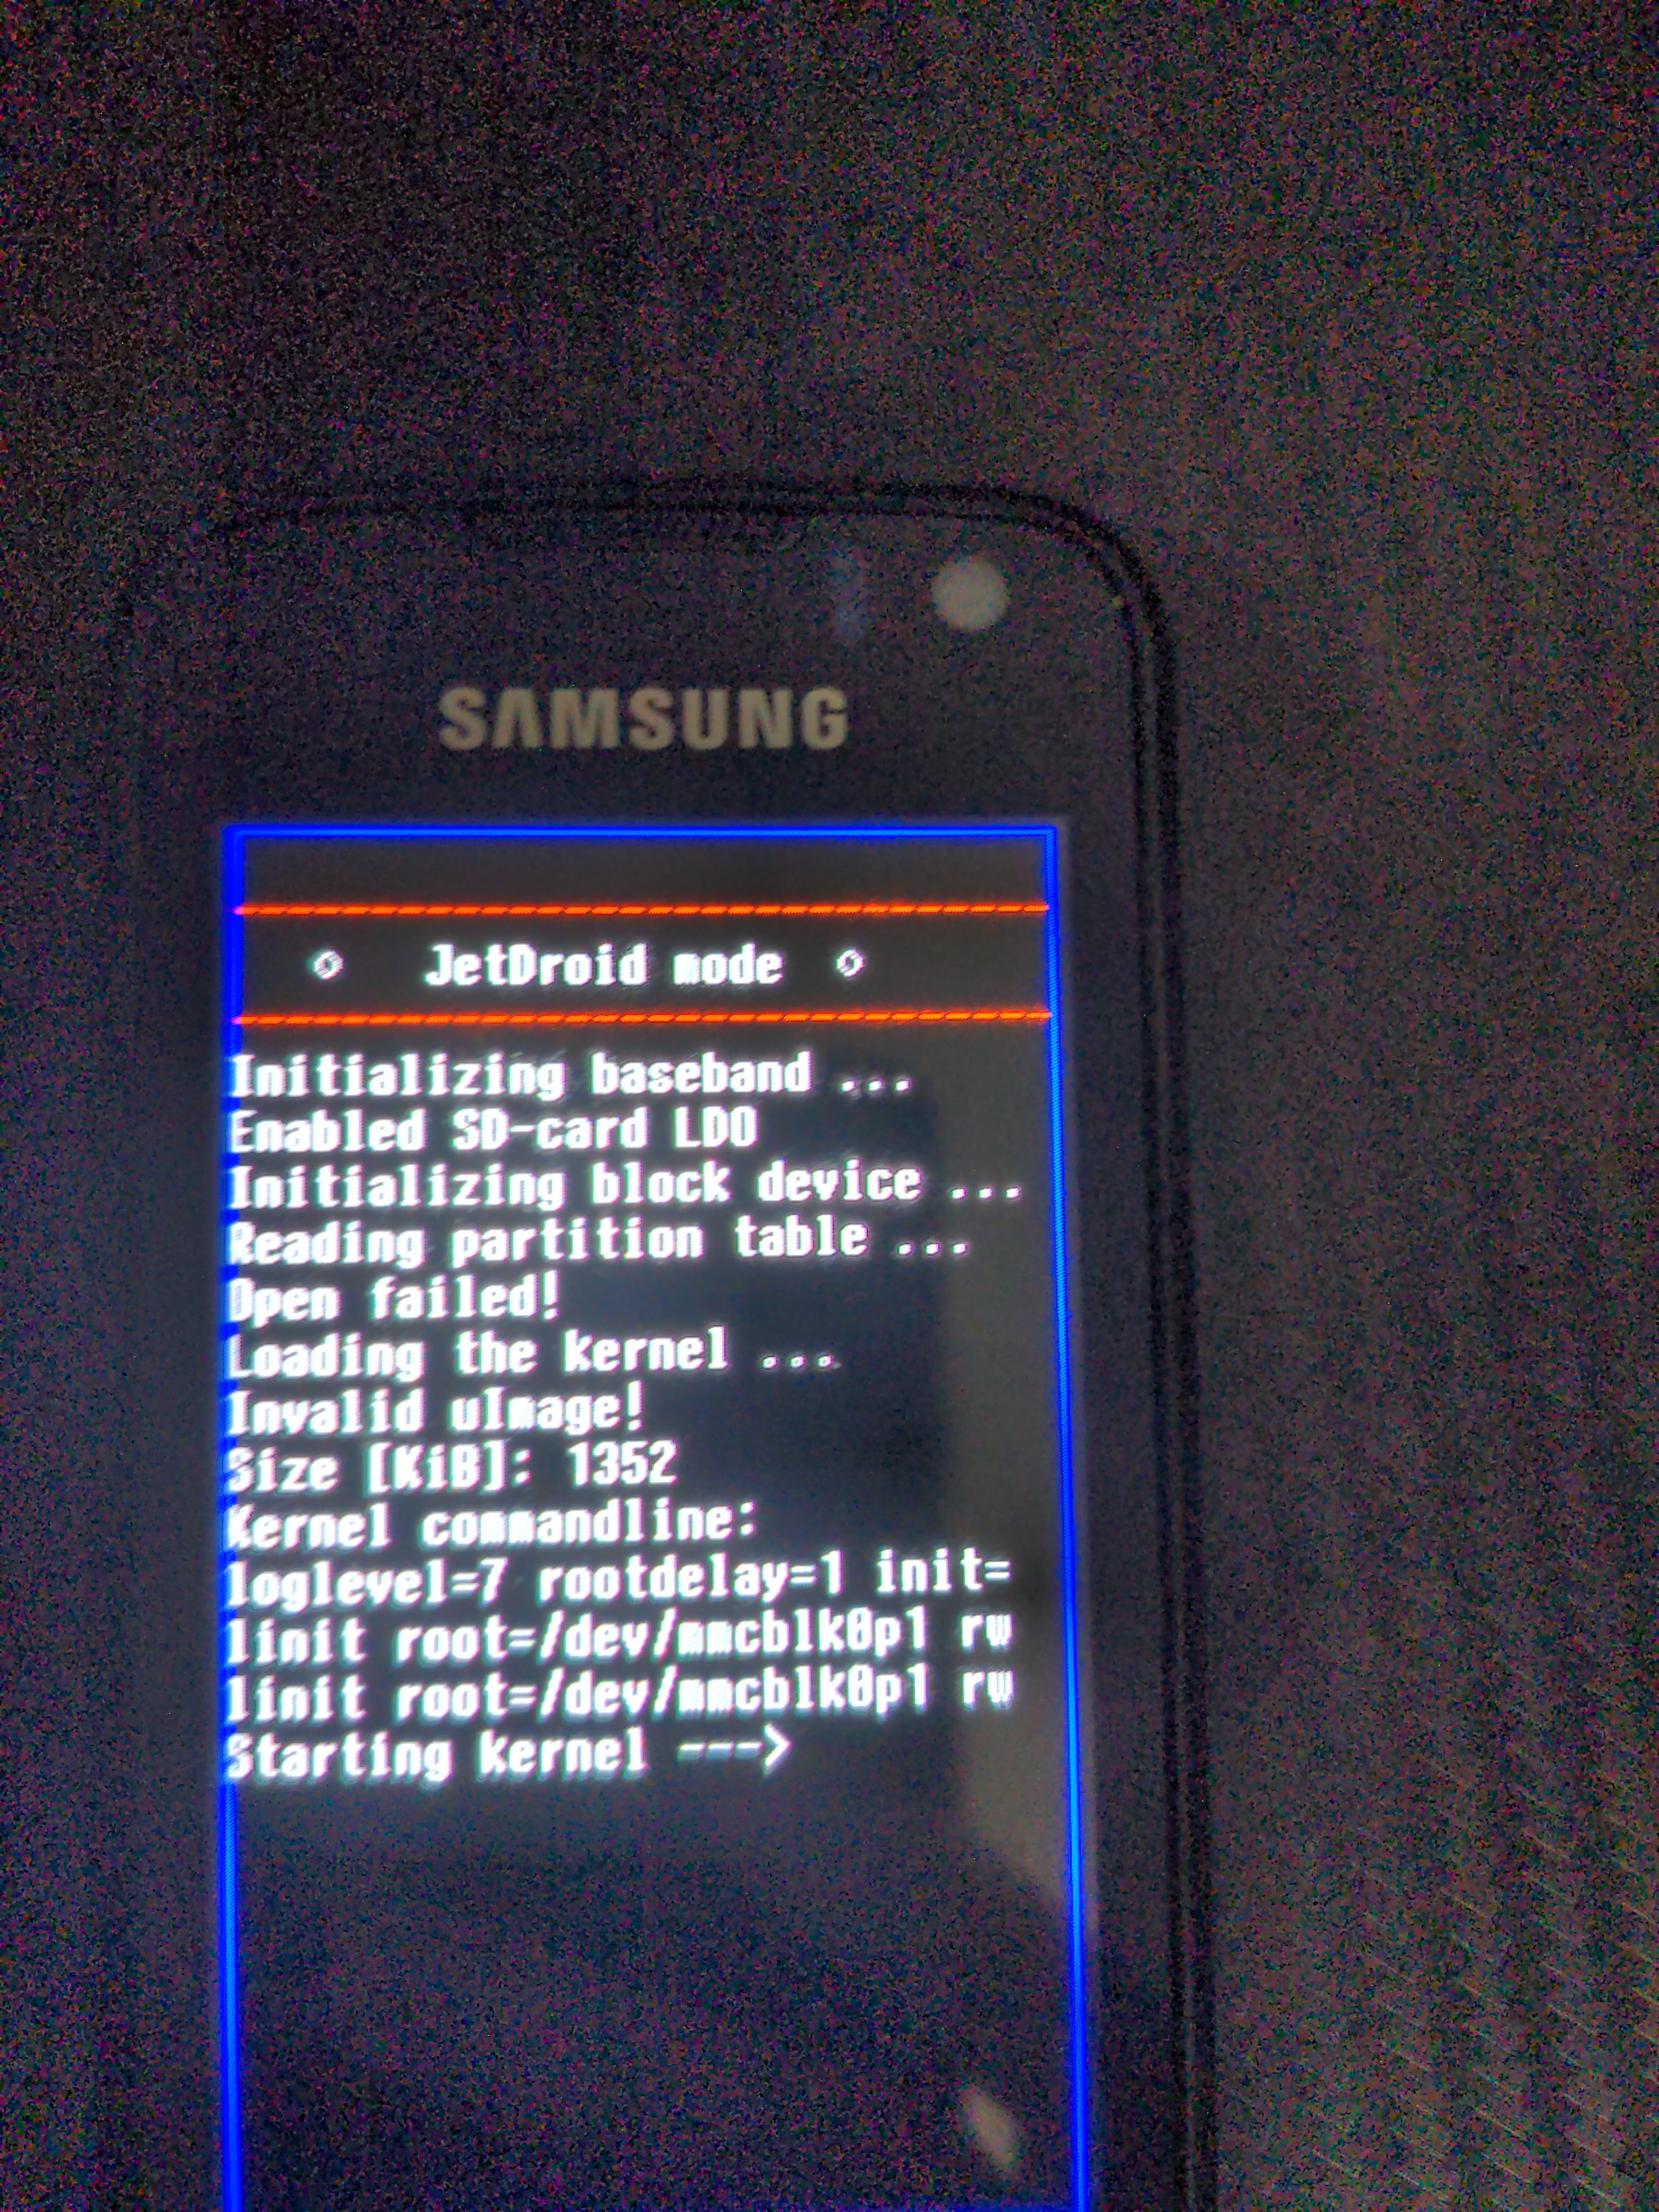 SAMSUNG
JetDroid mode
Initializing baseband ...
Enabled SD-card LDO
Initializing block device ...
Reading partition table ...
Open failed!
Loading the kernel ...
Invalid uImage!
Size [KiB]: 1352
Kernel commandline:
loglevel=7 rootdelay=1 init=
linit root=/dev/mmcblk0p1 rw
linit root=/dev/mmcblk0p1 rw
Starting kernel --->